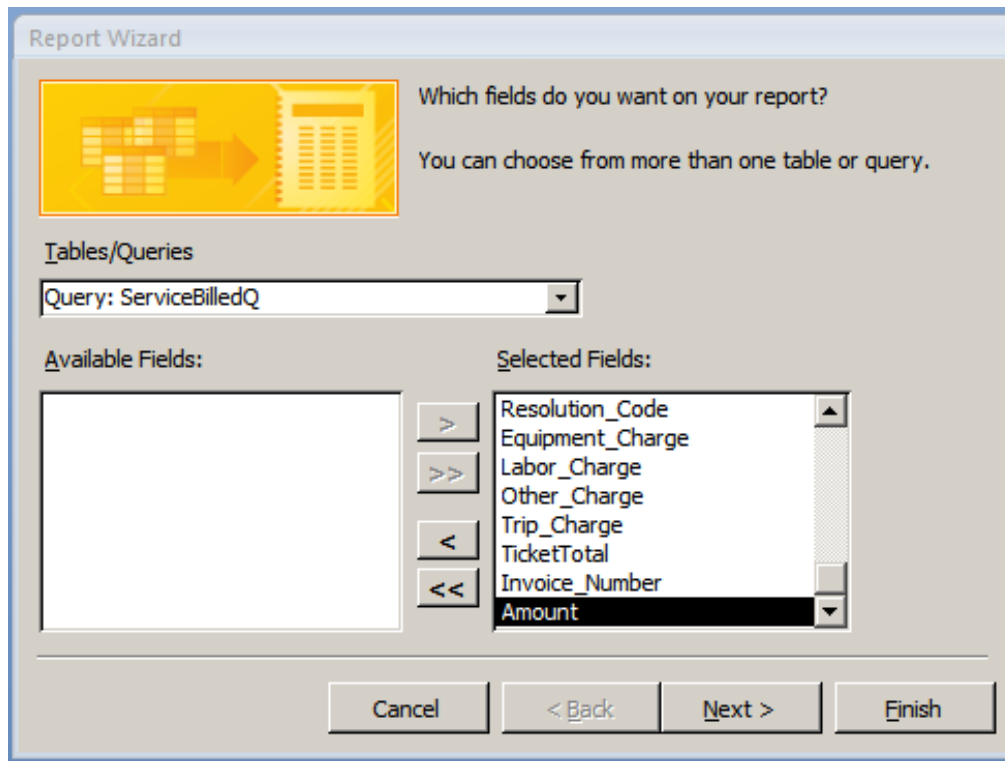 Report Wizard
Which fields do you want on your report?
You can choose from more than one table or query.
Tables/Queries
Query: ServiceBilledQ
Available Fields:
Selected Fields:
>
>>
<
<<
Resolution_Code
Equipment_Charge
Labor_Charge
Other_Charge
Trip_Charge
TicketTotal
Invoice_Number
Amount
Cancel
< Back
Next >
Finish